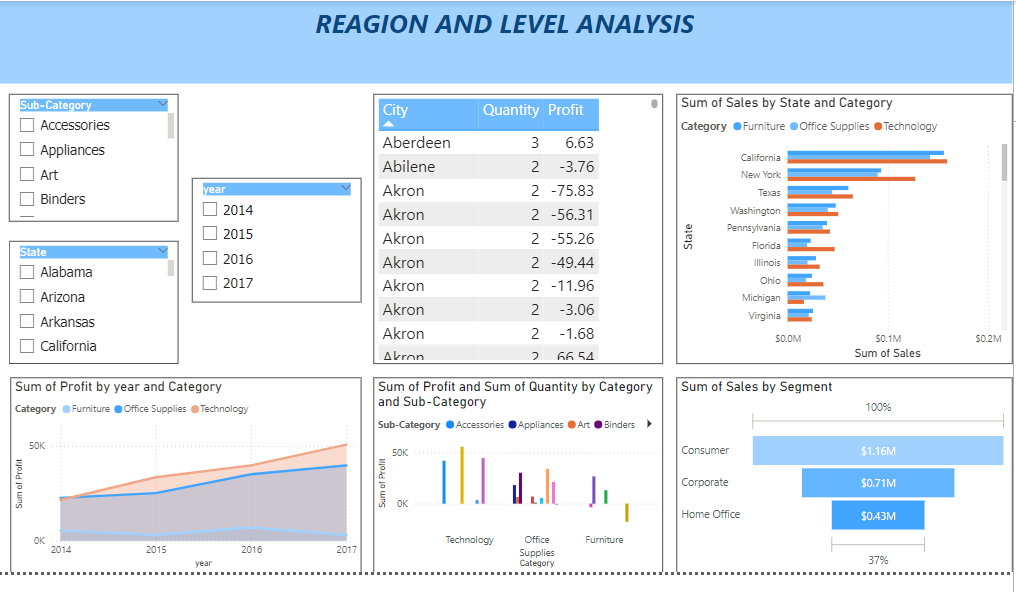 REAGION AND LEVEL ANALYSIS
Sub-Category
Accessories
Appliances
Art
Binders
State
Alabama
Arizona
Arkansas
California
year
2014
2015
2016
2017
City Quantity Profit
Aberdeen 3 6.63
Abilene 2 -3.76
Akron 2 -75.83
Akron 2 -56.31
Akron 2 -55.26
Akron 2 -49.44
Akron 2 -11.96
Akron 2 -3.06
Akron 2 -1.68
Akron 2 66.54
Sum of Sales by State and Category
Category Furniture Office Supplies Technology
State
California
New York
Texas
Washington
Pennsylvania
Florida
Illinois
Ohio
Michigan
Virginia
$0.0M $0.1M $0.2M
Sum of Sales
Sum of Profit by year and Category
Category Furniture Office Supplies Technology
Sum of Profit
50K
0K
2014 2015 2016 2017
year
Sum of Profit and Sum of Quantity by Category
and Sub-Category
Sub-Category Accessories Appliances Art Binders
Sum of Profit
50K
0K
Technology Office Furniture
Supplies
Category
Sum of Sales by Segment
100%
Consumer $1.16M
Corporate $0.71M
Home Office $0.43M
37%